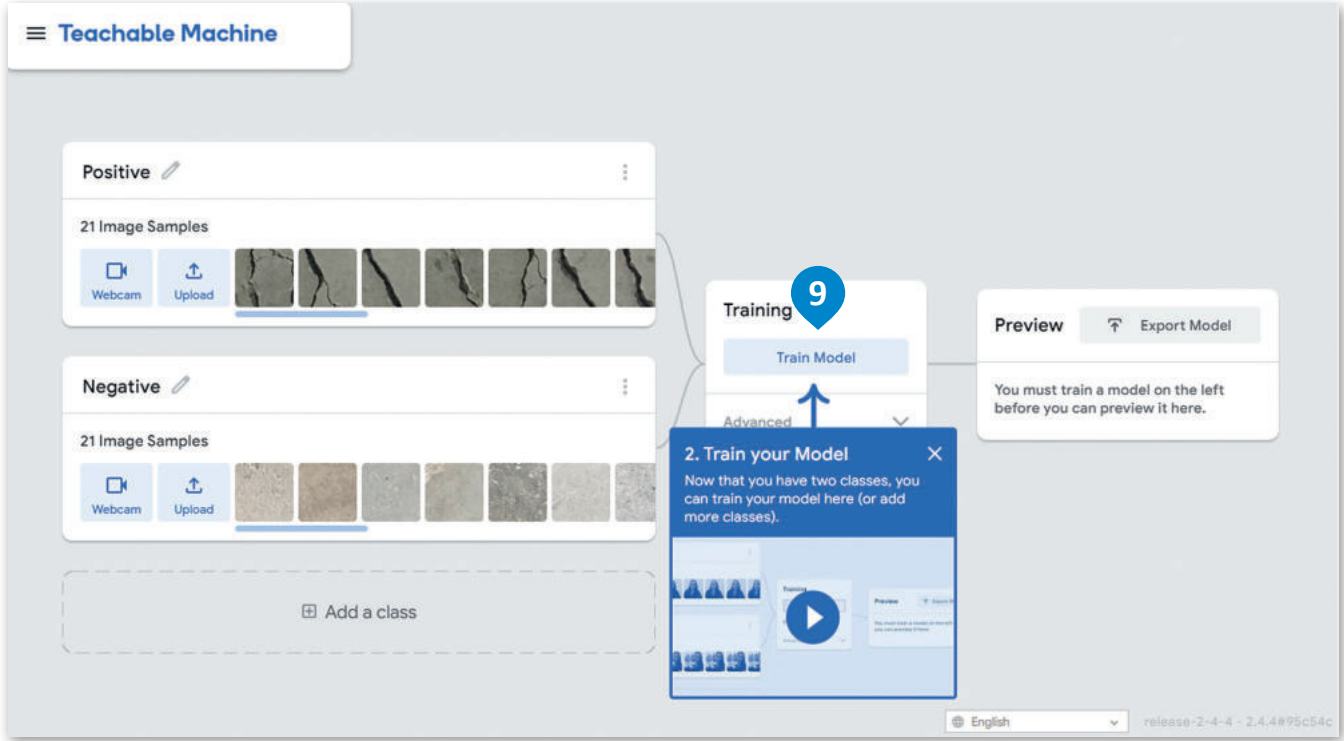 Teachable Machine
Positive
21 Image Samples
Webcam
Upload
Negative
21 Image Samples
Webcam
Upload
Add a class
Training
9
Train Model
Advanced
2. Train your Model
Now that you have two classes, you
can train your model here (or add
more classes).
Training
Preview
Preview
Export Model
You must train a model on the left
before you can preview it here.
English
release-2-4-4 - 2.4.4#95c54c